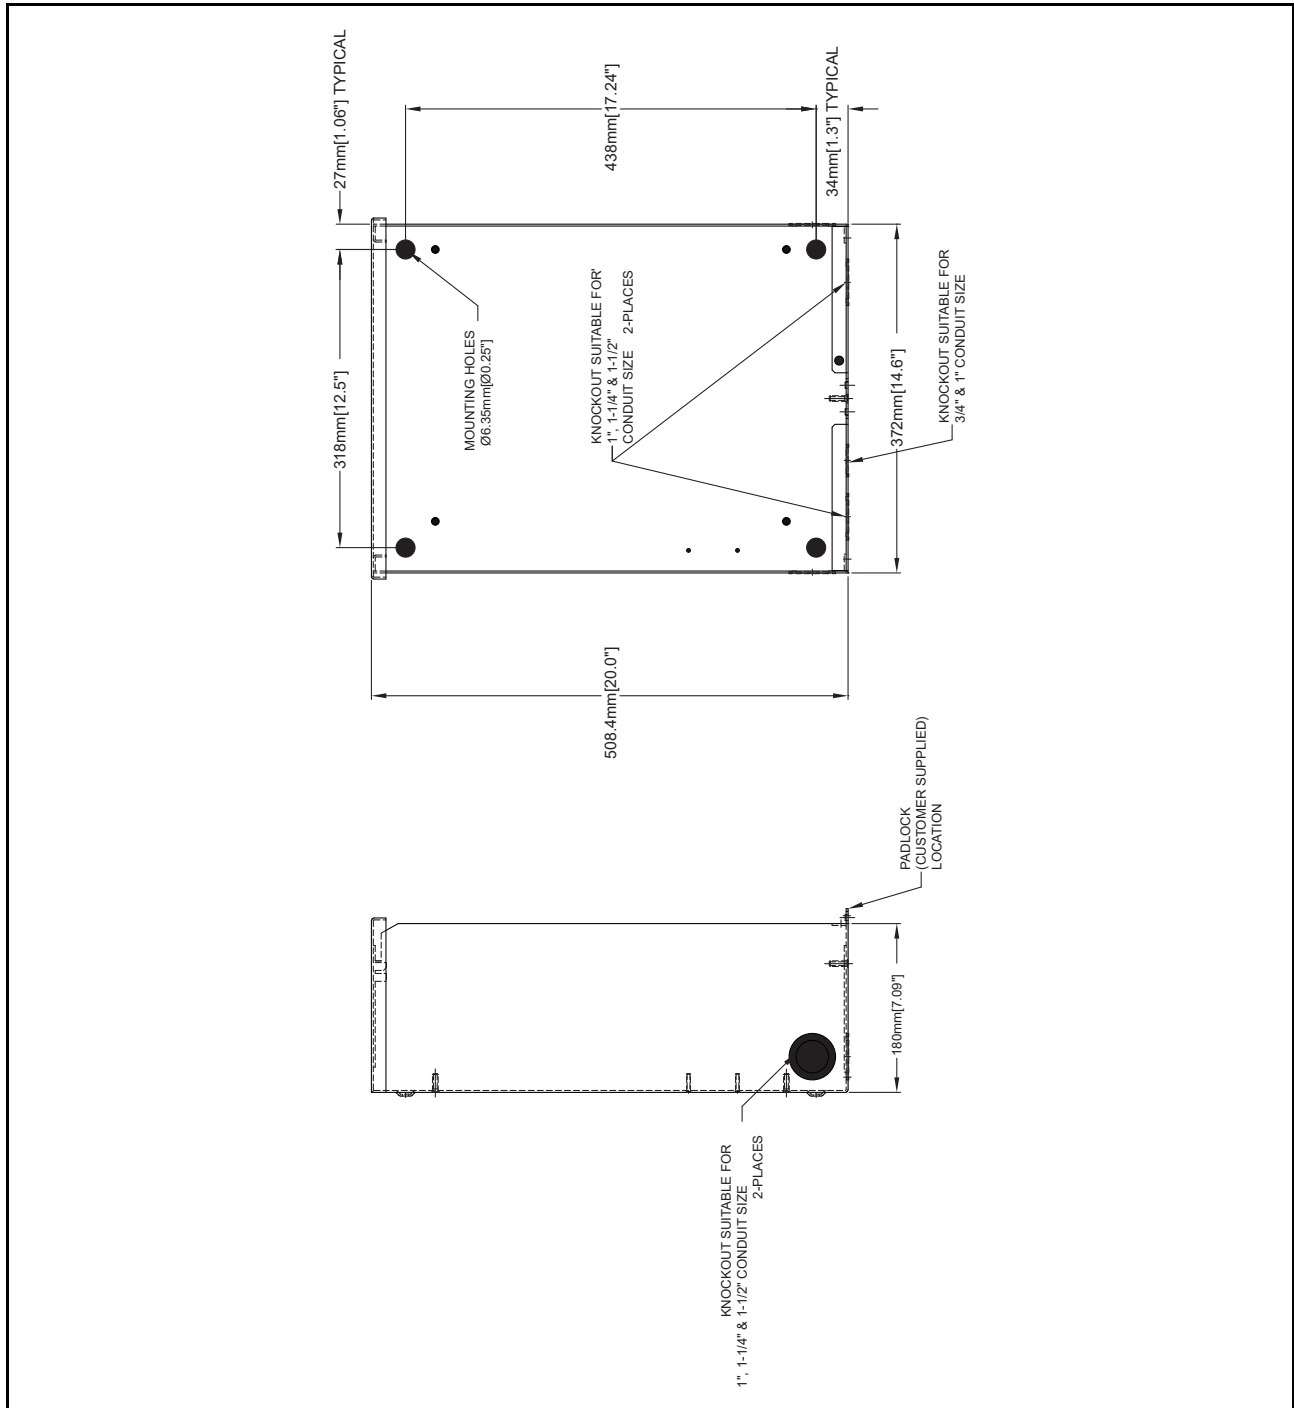 27mm[1.06"] TYPICAL
318mm[12.5"]
438mm[17.24"]
34mm[1.3"] TYPICAL
MOUNTING HOLES
Ø6.35mm[Ø0.25"]
KNOCKOUT SUITABLE FOR'
1", 1-1/4" & 1-1/2"
CONDUIT SIZE 2-PLACES
372mm[14.6"]
KNOCKOUT SUITABLE FOR
3/4" & 1" CONDUIT SIZE
508.4mm[20.0"]
PADLOCK
(CUSTOMER SUPPLIED)
LOCATION
180mm[7.09"]
KNOCKOUT SUITABLE FOR
1", 1-1/4" & 1-1/2" CONDUIT SIZE
2-PLACES